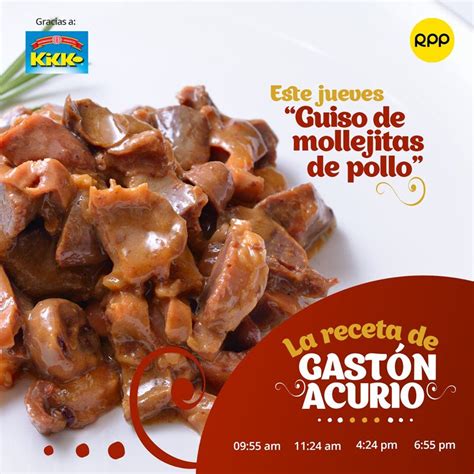 Gracias a:
KIKKO
RPP
Este jueves
“Guiso de
mollejitas
de pollo”
La receta de
GASTÓN
ACURIO
09:55 am 11:24 am 4:24 pm 6:55 pm